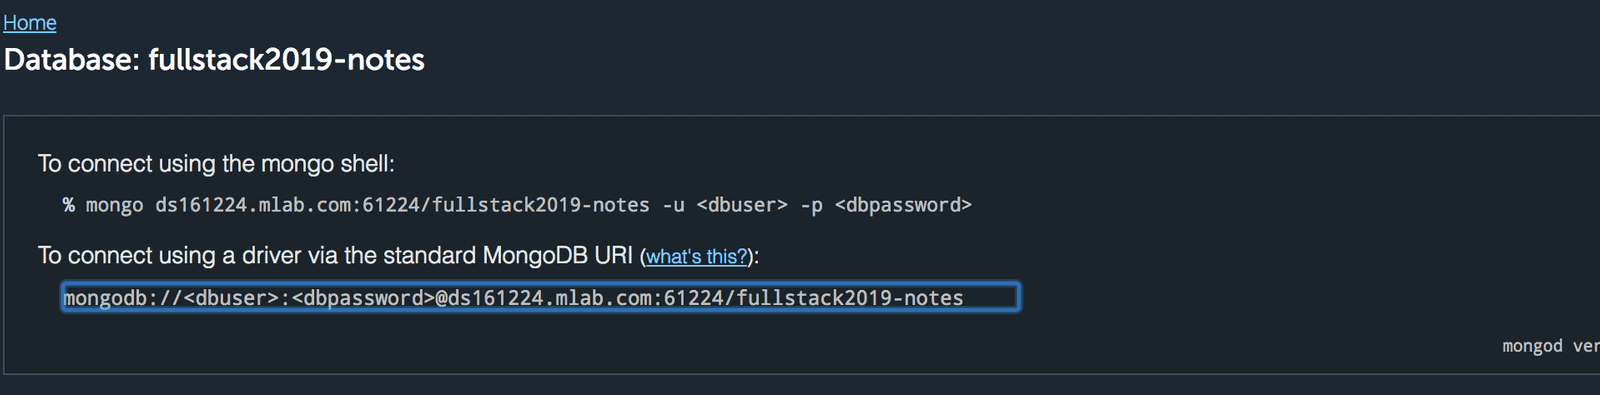 Home
Database: fullstack2019-notes
To connect using the mongo shell:
% mongo ds161224.mlab.com:61224/fullstack2019-notes -u <dbuser> -p <dbpassword>
To connect using a driver via the standard MongoDB URI (what's this?):
mongodb://<dbuser>:<dbpassword>@ds161224.mlab.com:61224/fullstack2019-notes
mongod ver